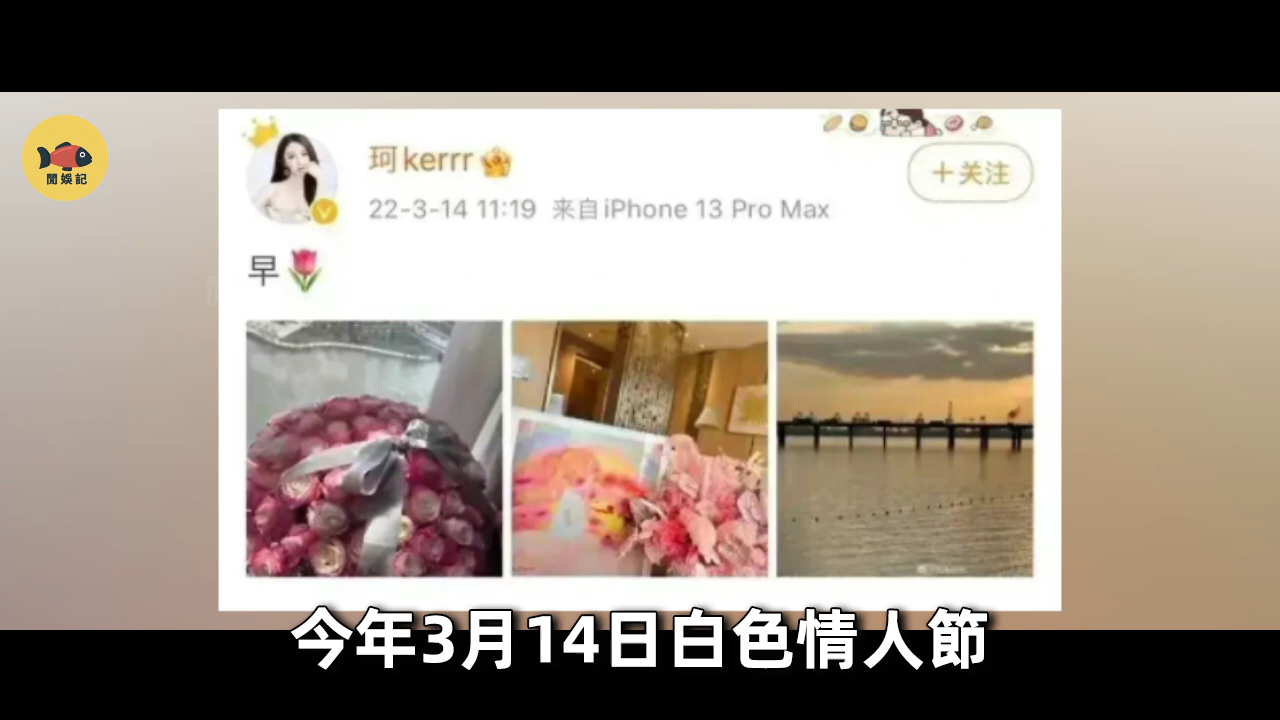 閒娛記
珂kerrr
+关注
22-3-14 11:19 来自iPhone 13 Pro Max
早
今年3月14日白色情人節